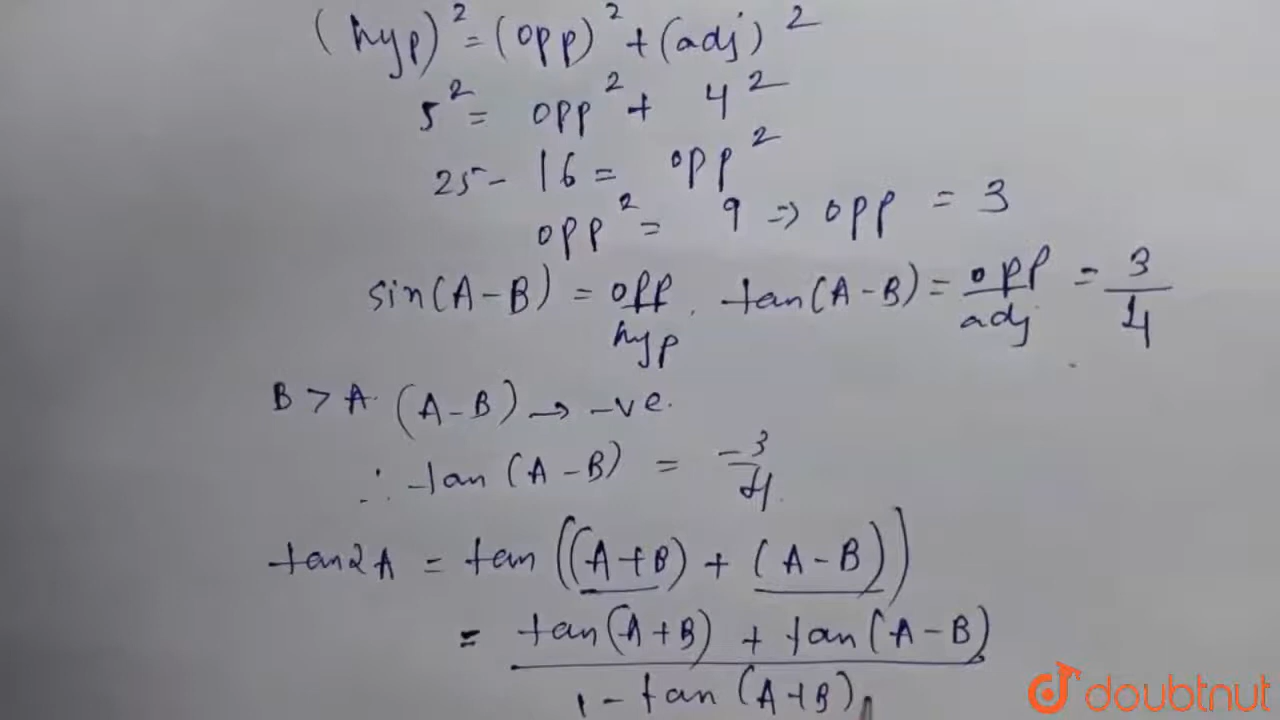 (hyp)² = (opp)² + (adj)²
5² = opp² + 4²
25 - 16 = opp²
opp² = 9 ⇒ opp = 3
sin(A-B) = opp/hyp, tan(A-B) = opp/adj = 3/4
B > A. (A-B) → -ve.
∴ tan(A-B) = -3/4
tan2A = tan((A+B) + (A-B))
= tan(A+B) + tan(A-B)
1 - tan(A+B)
doubtnut